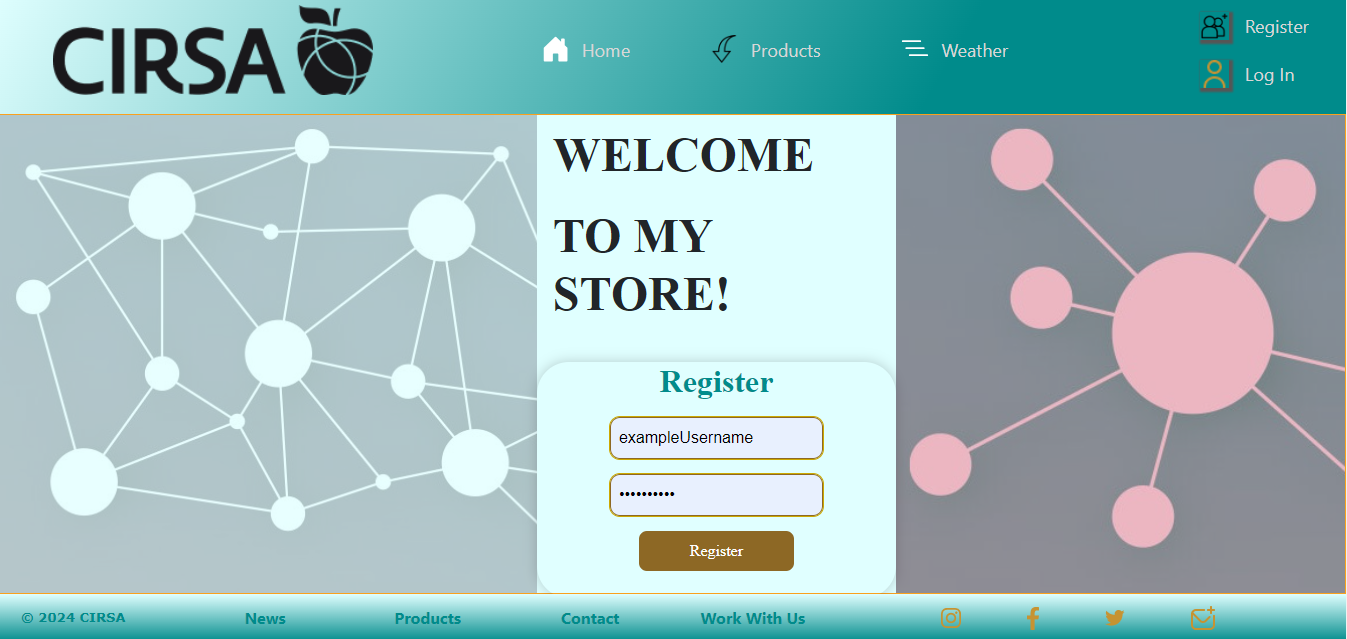 CIRSA
Home
Products
Weather
Register
Log In
WELCOME
TO MY
STORE!
Register
exampleUsername
••••••••••
Register
© 2024 CIRSA
News
Products
Contact
Work With Us